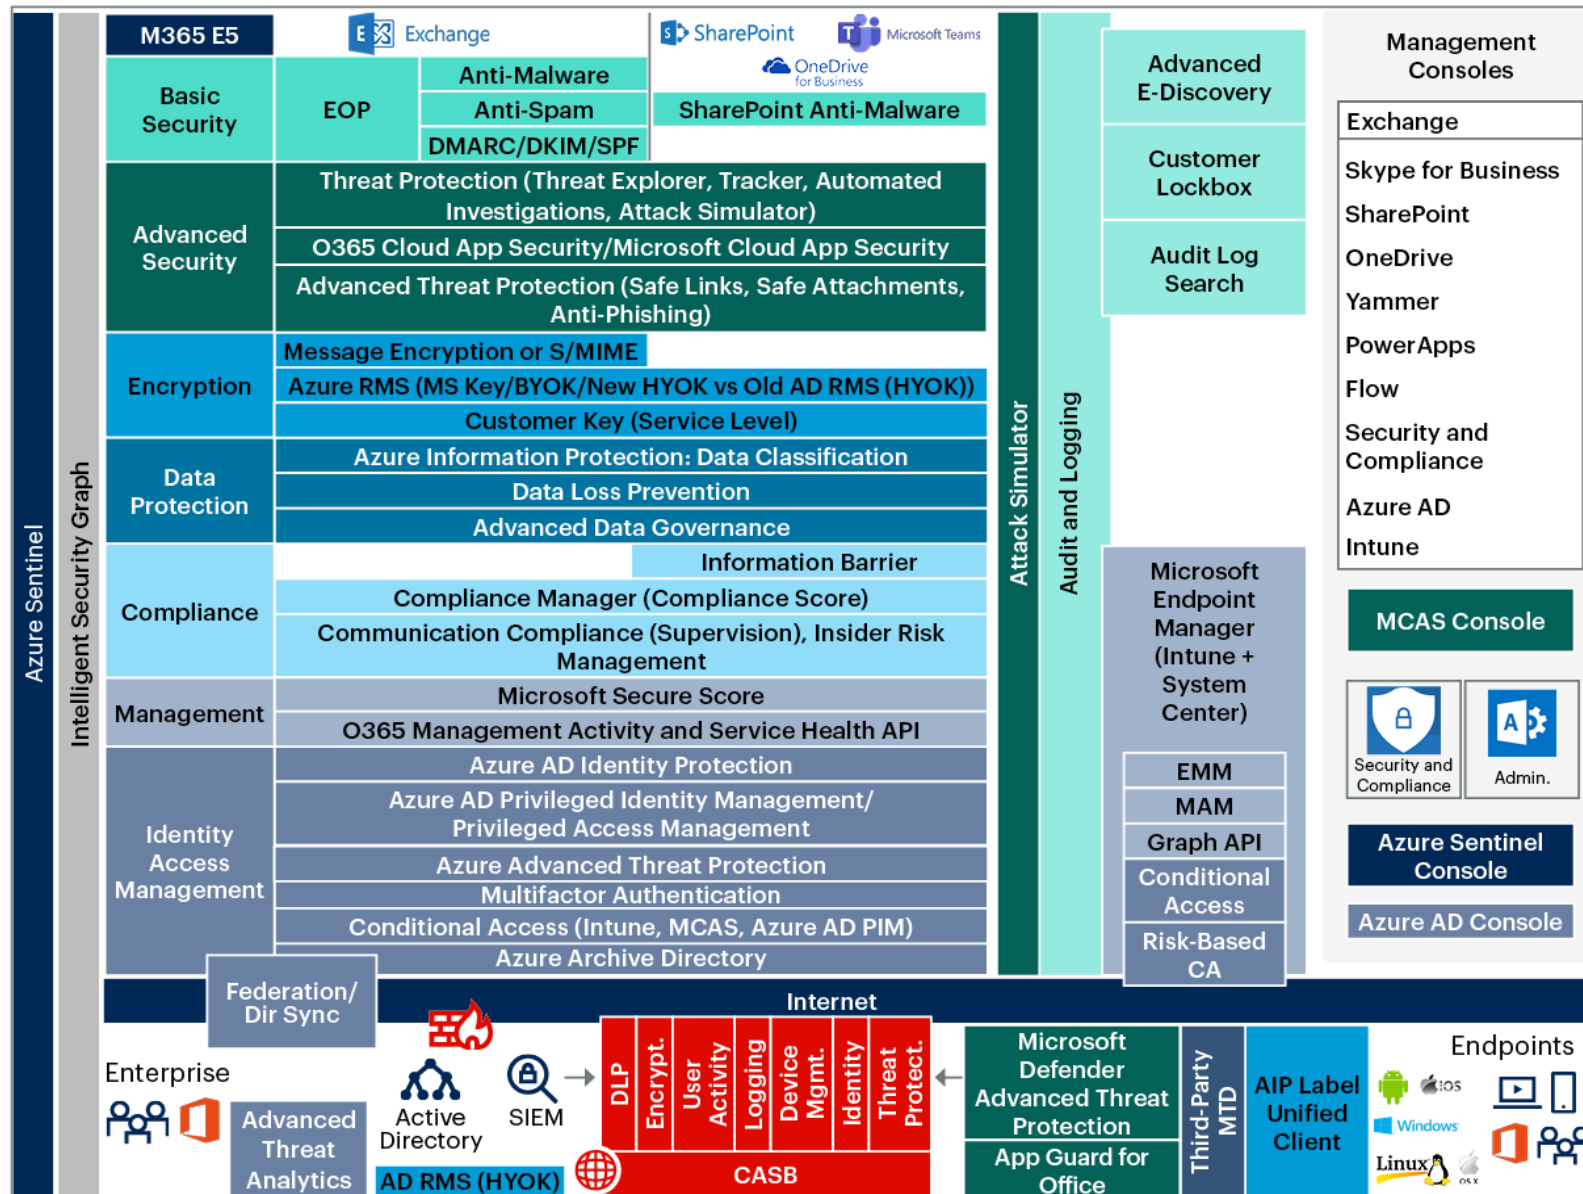 M365 E5
Exchange
SharePoint
Microsoft Teams
OneDrive
for Business
Basic
Security
EOP
Anti-Malware
Anti-Spam
DMARC/DKIM/SPF
SharePoint Anti-Malware
Advanced
Security
Threat Protection (Threat Explorer, Tracker, Automated
Investigations, Attack Simulator)
O365 Cloud App Security/Microsoft Cloud App Security
Advanced Threat Protection (Safe Links, Safe Attachments,
Anti-Phishing)
Encryption
Message Encryption or S/MIME
Azure RMS (MS Key/BYOK/New HYOK vs Old AD RMS (HYOK))
Customer Key (Service Level)
Data
Protection
Azure Information Protection: Data Classification
Data Loss Prevention
Advanced Data Governance
Compliance
Information Barrier
Compliance Manager (Compliance Score)
Communication Compliance (Supervision), Insider Risk
Management
Management
Microsoft Secure Score
O365 Management Activity and Service Health API
Identity
Access
Management
Azure AD Identity Protection
Azure AD Privileged Identity Management/
Privileged Access Management
Azure Advanced Threat Protection
Multifactor Authentication
Conditional Access (Intune, MCAS, Azure AD PIM)
Azure Archive Directory
Azure Sentinel
Intelligent Security Graph
Attack Simulator
Audit and Logging
Advanced
E-Discovery
Customer
Lockbox
Audit Log
Search
Microsoft
Endpoint
Manager
(Intune +
System
Center)
EMM
MAM
Graph API
Conditional
Access
Risk-Based
CA
Management
Consoles
Exchange
Skype for Business
SharePoint
OneDrive
Yammer
PowerApps
Flow
Security and
Compliance
Azure AD
Intune
MCAS Console
Security and
Compliance
Admin.
Azure Sentinel
Console
Azure AD Console
Internet
Federation/
Dir Sync
Enterprise
Advanced
Threat
Analytics
Active
Directory
SIEM
AD RMS (HYOK)
DLP
Encrypt.
User
Activity
Logging
Device
Mgmt.
Identity
Threat
Protect.
CASB
Microsoft
Defender
Advanced Threat
Protection
App Guard for
Office
Third-Party
MTD
AIP Label
Unified
Client
Endpoints
iOS
Windows
Linux
OS X